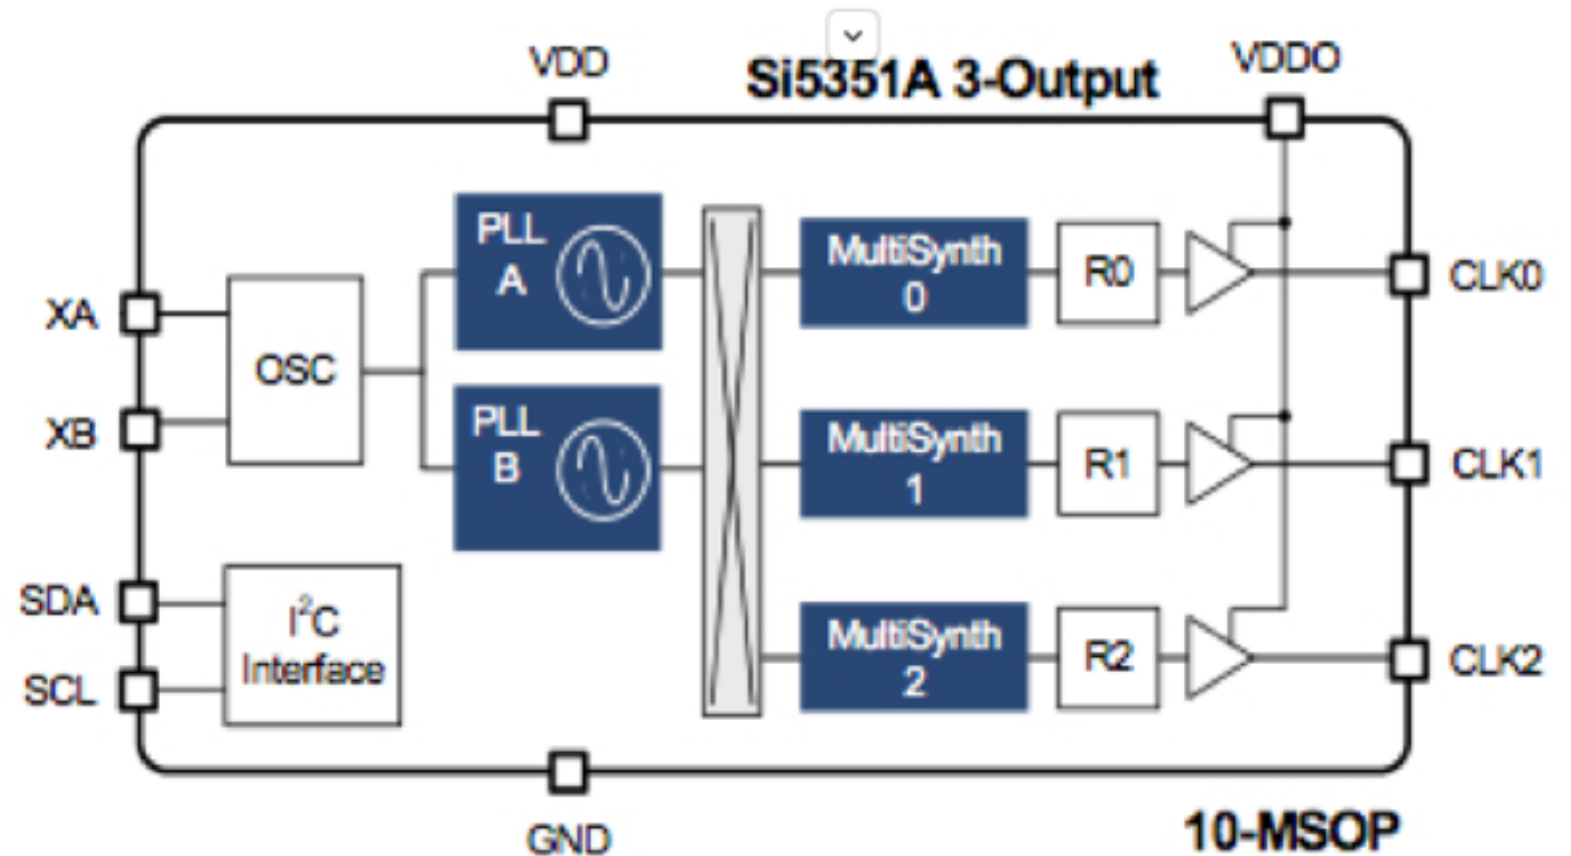 VDD
Si5351A 3-Output
VDDO
PLL
A
MultiSynth
0
R0
CLK0
XA
OSC
XB
PLL
B
MultiSynth
1
R1
CLK1
SDA
SCL
I²C
Interface
MultiSynth
2
R2
CLK2
GND
10-MSOP